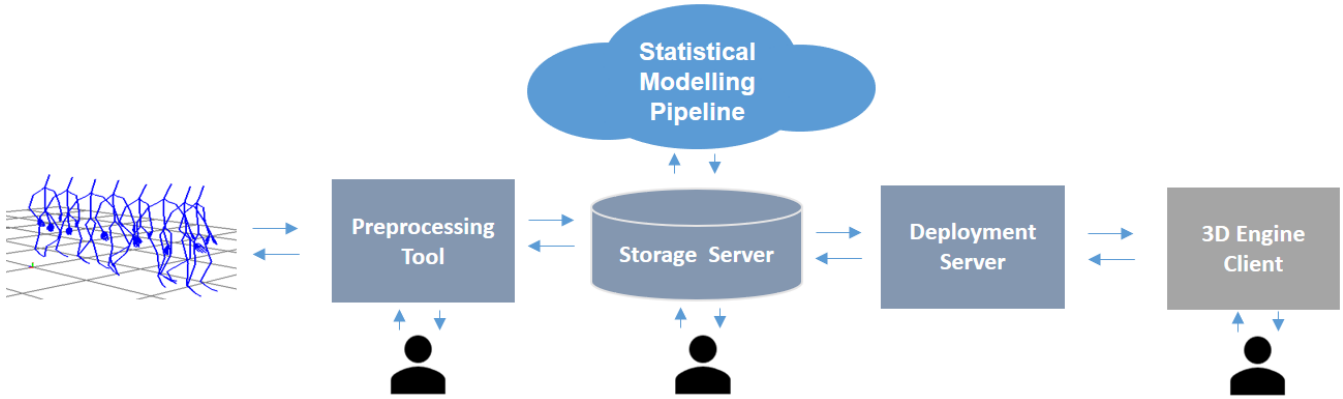 Statistical
Modelling
Pipeline
Preprocessing
Tool
Storage Server
Deployment
Server
3D Engine
Client